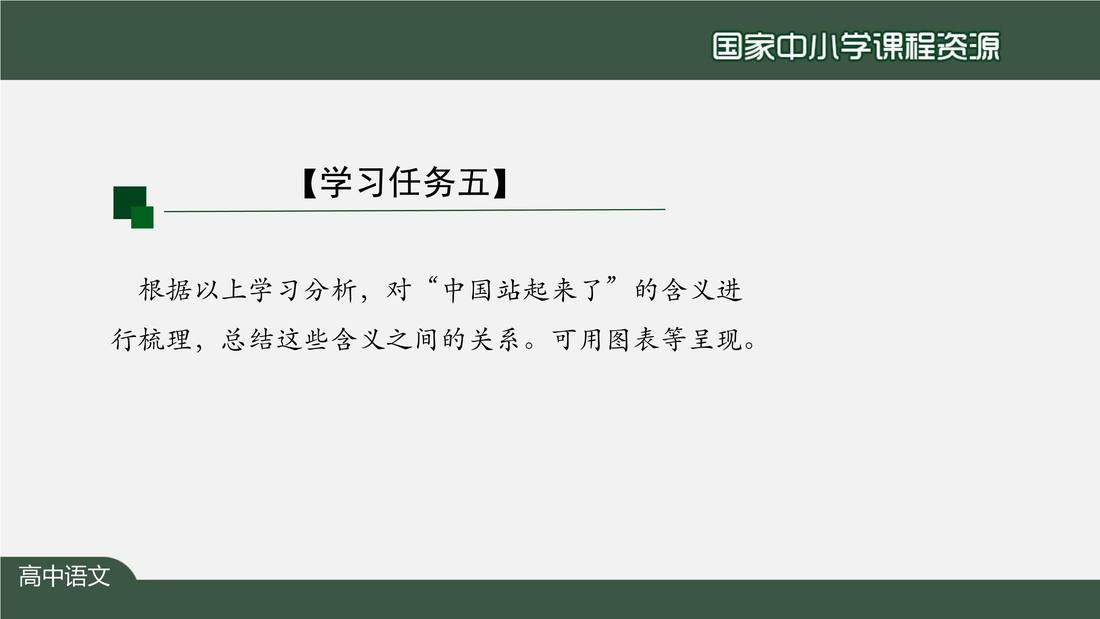 国家中小学课程资源
【学习任务五】
根据以上学习分析，对“中国站起来了”的含义进
行梳理，总结这些含义之间的关系。可用图表等呈现。
高中语文